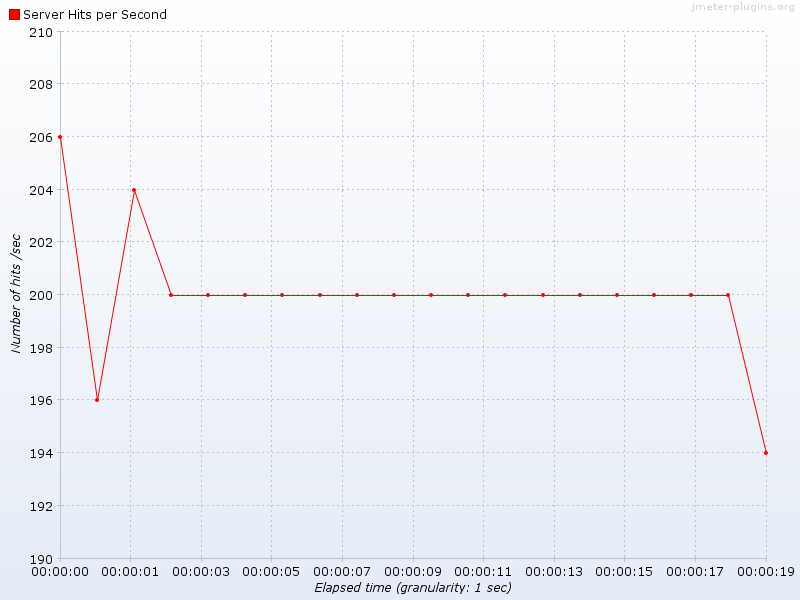 jmeter-plugins.org
Server Hits per Second
210
208
206
204
202
200
198
196
194
192
190
Number of hits /sec
00:00:00 00:00:01 00:00:03 00:00:05 00:00:07 00:00:09 00:00:11 00:00:13 00:00:15 00:00:17 00:00:19
Elapsed time (granularity: 1 sec)